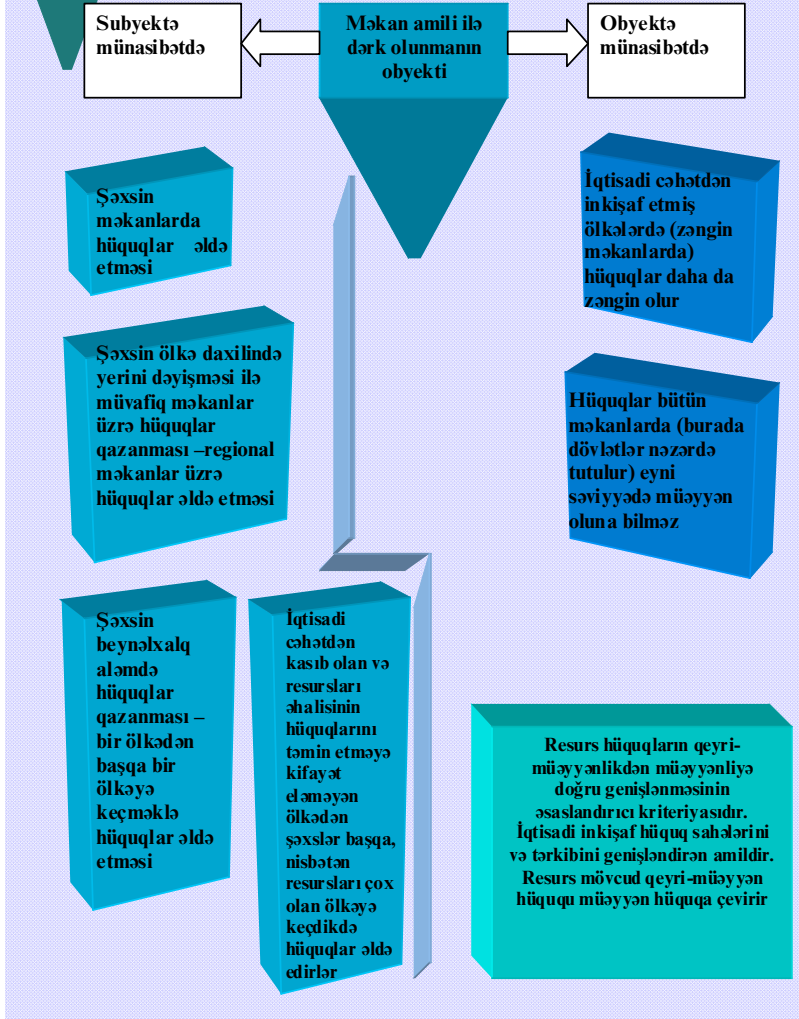 Subyektə
münasibətdə
Məkan amili ilə
dərk olunmanın
obyekti
Obyektə
münasibətdə
Şəxsin
məkanlarda
hüquqlar əldə
etməsi
İqtisadi cəhətdən
inkişaf etmiş
ölkələrdə (zəngin
məkanlarda)
hüquqlar daha da
zəngin olur
Şəxsin ölkə daxilində
yerini dəyişməsi ilə
müvafiq məkanlar
üzrə hüquqlar
qazanması –regional
məkanlar üzrə
hüquqlar əldə etməsi
Hüquqlar bütün
məkanlarda (burada
dövlətlər nəzərdə
tutulur) eyni
səviyyədə müəyyən
oluna bilməz
Şəxsin
beynəlxalq
aləmdə
hüquqlar
qazanması –
bir ölkədən
başqa bir
ölkəyə
keçməklə
hüquqlar əldə
etməsi
İqtisadi
cəhətdən
kasıb olan və
resursları
əhalisinin
hüquqlarını
təmin etməyə
kifayət
eləməyən
ölkədən
şəxslər başqa,
nisbətən
resursları çox
olan ölkəyə
keçdikdə
hüquqlar əldə
edirlər
Resurs hüquqların qeyri-
müəyyənlikdən müəyyənliyə
doğru genişlənməsinin
əsaslandırıcı kriteriyasıdır.
İqtisadi inkişaf hüquq sahələrini
və tərkibini genişləndirən amildir.
Resurs mövcud qeyri-müəyyən
hüququ müəyyən hüquqa çevirir